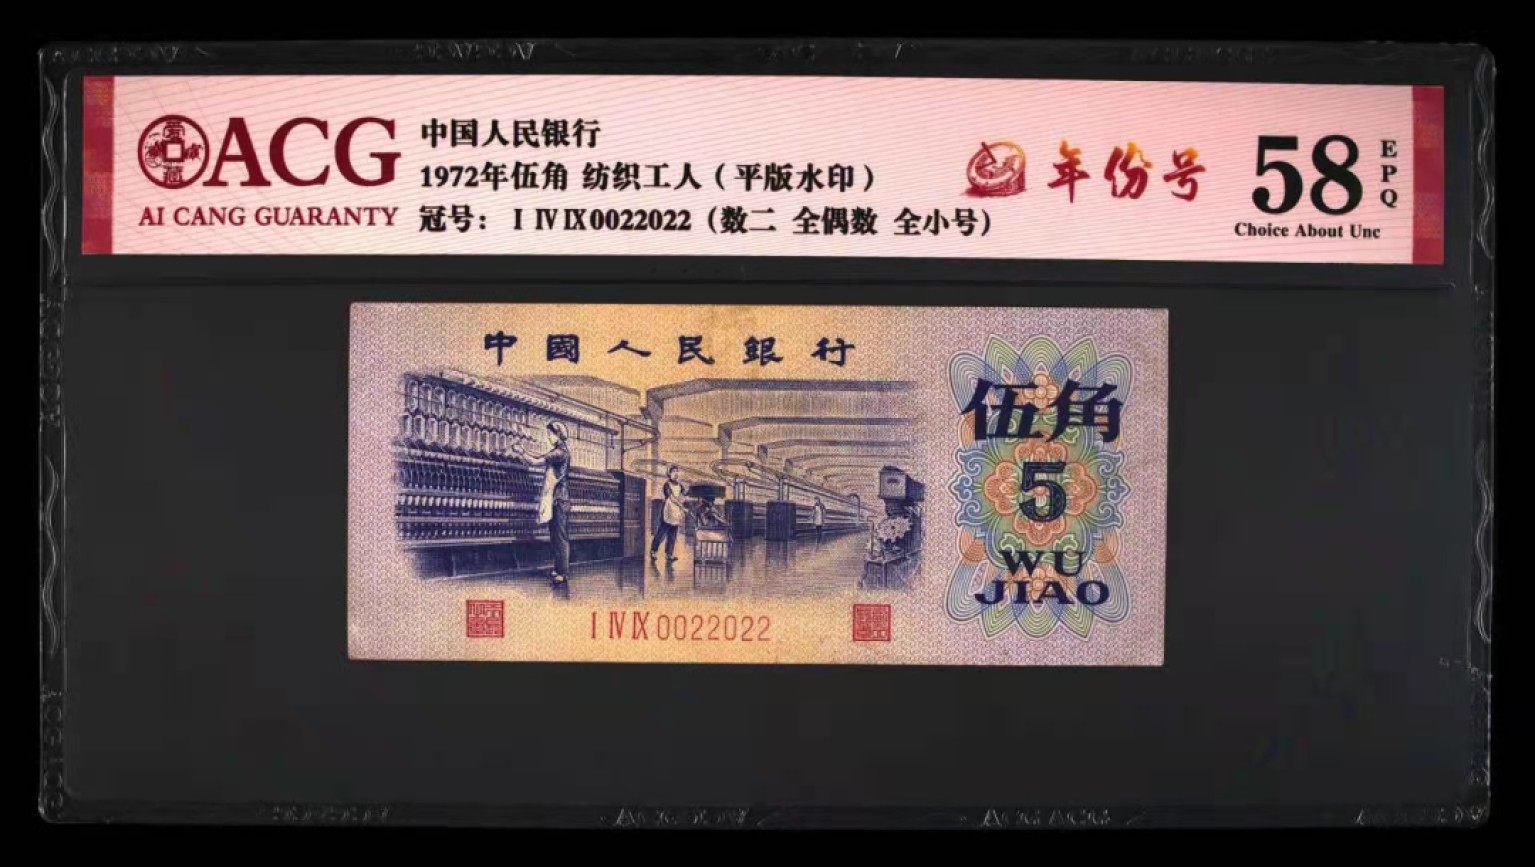 ACG
AI CANG GUARANTY
中国人民银行
1972年伍角 纺织工人（平版水印）
冠号：ⅠⅣⅨ0022022（数二 全偶数 全小号）
年份号
58
EPQ
Choice About Unc
中國人民銀行
伍角
5
WU
JIAO
ⅠⅣⅨ0022022